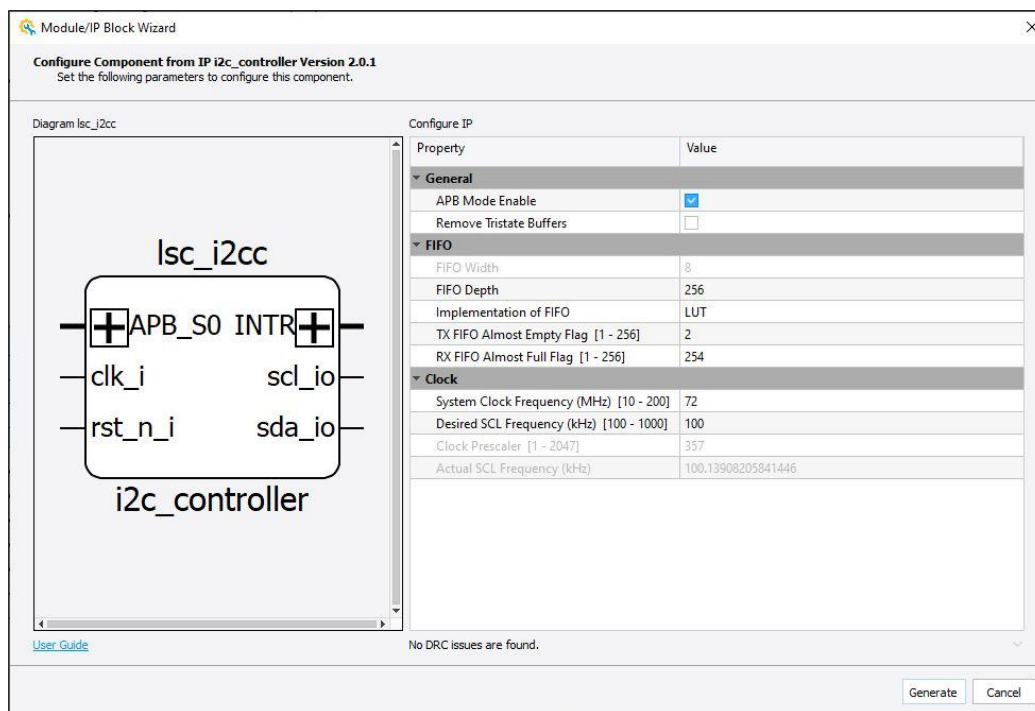 Module/IP Block Wizard
Configure Component from IP i2c_controller Version 2.0.1
Set the following parameters to configure this component.
Diagram lsc_i2cc
lsc_i2cc
APB_S0 INTR
clk_i scl_io
rst_n_i sda_io
i2c_controller
User Guide
Configure IP
Property Value
General
APB Mode Enable
Remove Tristate Buffers
FIFO
FIFO Width 8
FIFO Depth 256
Implementation of FIFO LUT
TX FIFO Almost Empty Flag [1 - 256] 2
RX FIFO Almost Full Flag [1 - 256] 254
Clock
System Clock Frequency (MHz) [10 - 200] 72
Desired SCL Frequency (kHz) [100 - 1000] 100
Clock Prescaler [1 - 2047] 357
Actual SCL Frequency (kHz) 100.13908205841446
No DRC issues are found.
Generate Cancel